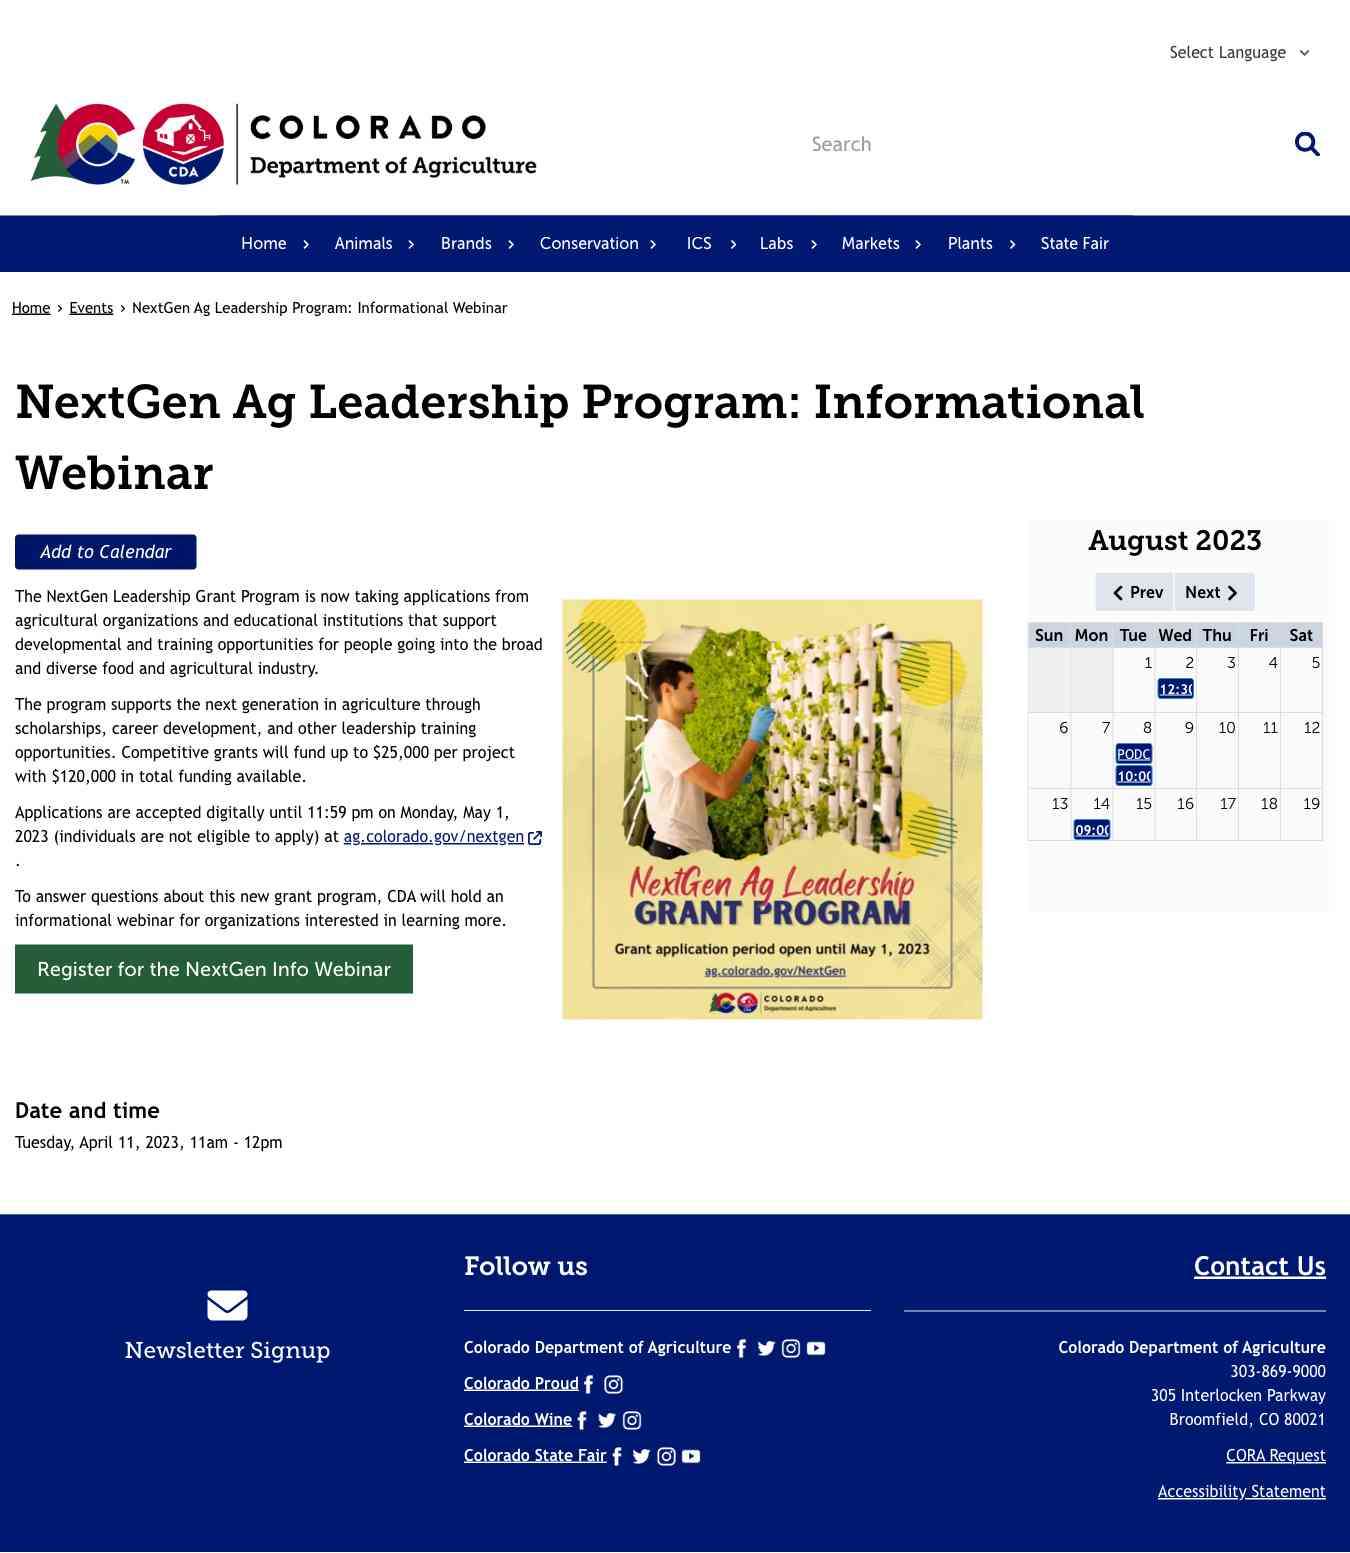 Select Language
COLORADO
Department of Agriculture
CDA
TM
Search
Home
Animals
Brands
Conservation
ICS
Labs
Markets
Plants
State Fair
Home › Events › NextGen Ag Leadership Program: Informational Webinar
NextGen Ag Leadership Program: Informational
Webinar
Add to Calendar
The NextGen Leadership Grant Program is now taking applications from
agricultural organizations and educational institutions that support
developmental and training opportunities for people going into the broad
and diverse food and agricultural industry.
The program supports the next generation in agriculture through
scholarships, career development, and other leadership training
opportunities. Competitive grants will fund up to $25,000 per project
with $120,000 in total funding available.
Applications are accepted digitally until 11:59 pm on Monday, May 1,
2023 (individuals are not eligible to apply) at ag.colorado.gov/nextgen
.
To answer questions about this new grant program, CDA will hold an
informational webinar for organizations interested in learning more.
Register for the NextGen Info Webinar
NextGen Ag Leadership
GRANT PROGRAM
Grant application period open until May 1, 2023
ag.colorado.gov/NextGen
COLORADO
Department of Agriculture
August 2023
Prev Next
Sun Mon Tue Wed Thu Fri Sat
1 2 3 4 5
12:30
6 7 8 9 10 11 12
PODC
10:00
13 14 15 16 17 18 19
09:00
Date and time
Tuesday, April 11, 2023, 11am - 12pm
Newsletter Signup
Follow us
Colorado Department of Agriculture
Colorado Proud
Colorado Wine
Colorado State Fair
Contact Us
Colorado Department of Agriculture
303-869-9000
305 Interlocken Parkway
Broomfield, CO 80021
CORA Request
Accessibility Statement